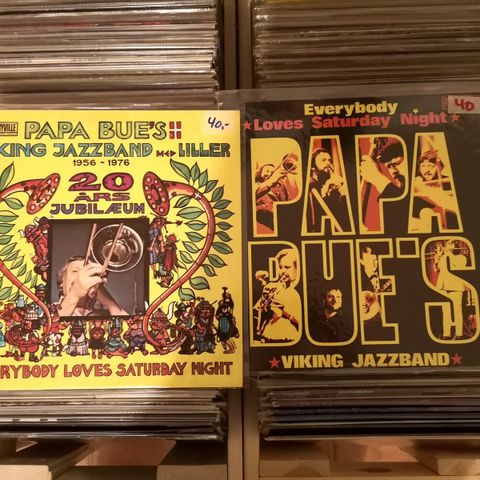 PAPA BUE'S!!
KING JAZZBAND MED LILLER
1956 - 1976
20
ÅRS
JUBILÆUM
RYBODY LOVES SATURDAY NIGHT
40,-
Everybody
Loves Saturday Night
40
PAPA
BUE'S
VIKING JAZZBAND